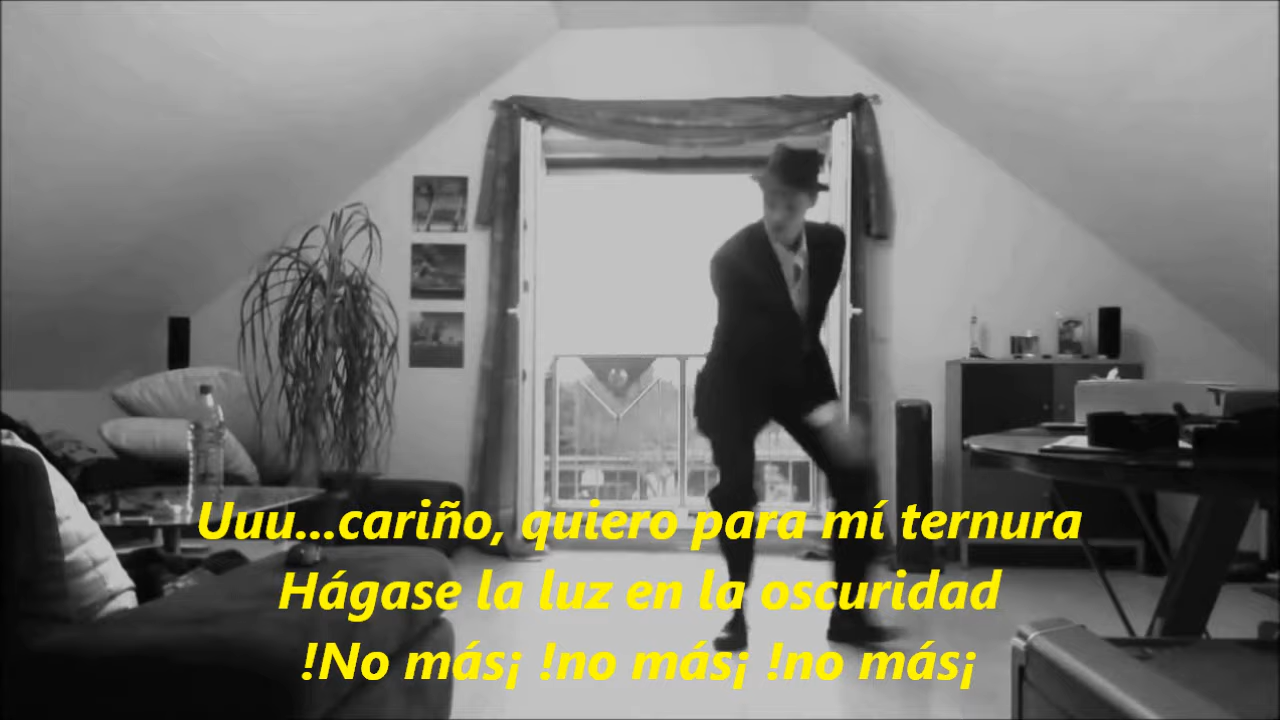 Uuu...cariño, quiero para mí ternura
Hágase la luz en la oscuridad
!No más¡ !no más¡ !no más¡